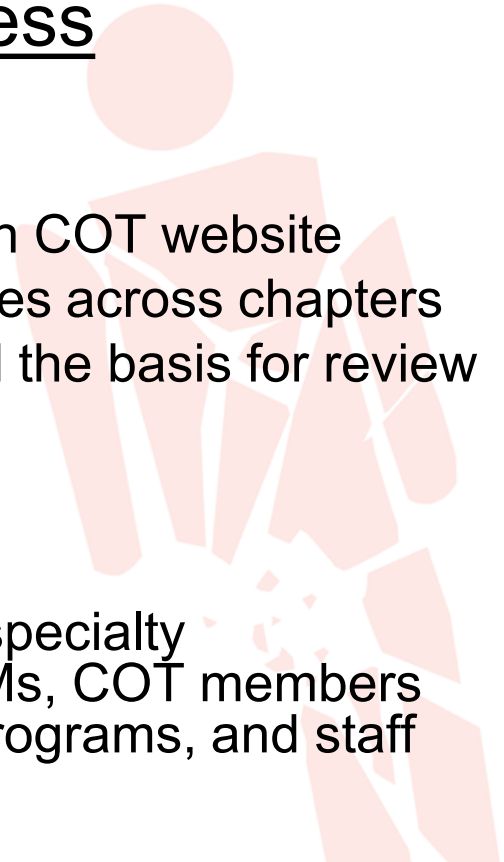 ess
n COT website
es across chapters
l the basis for review
specialty
Ms, COT members
rograms, and staff